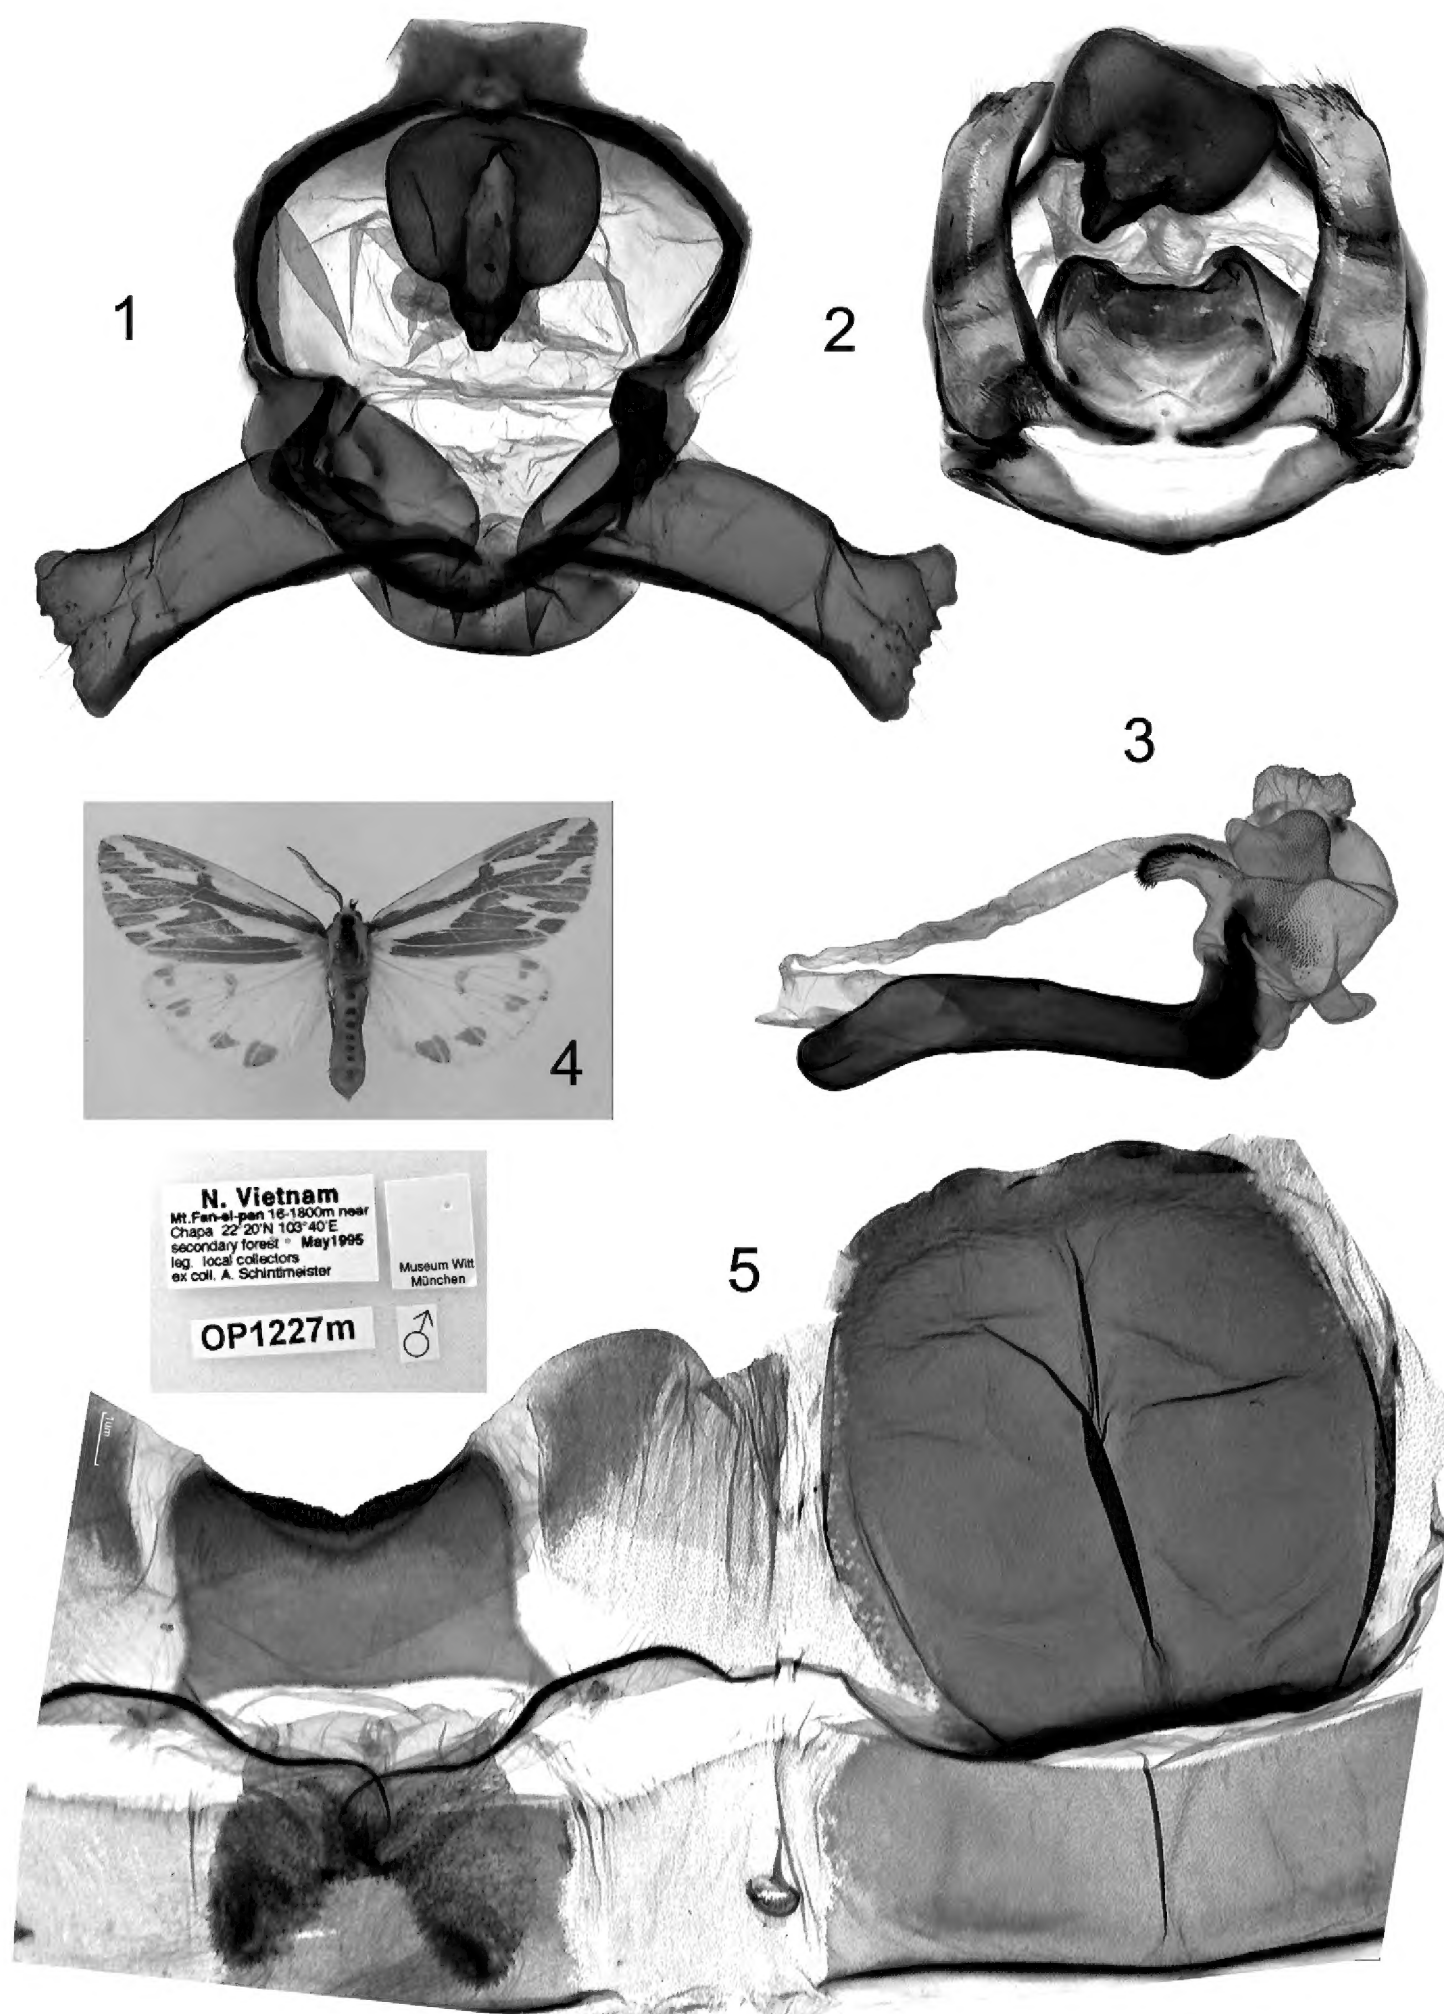 1
2
3
4
N. Vietnam
Mt.Fan-si-pan 16-1800m near
Chapa 22°20'N 103°40'E
secondary forest May1995
leg. local collectors
ex coll. A. Schintlmeister
Museum Witt
München
OP1227m
♂
5
1um